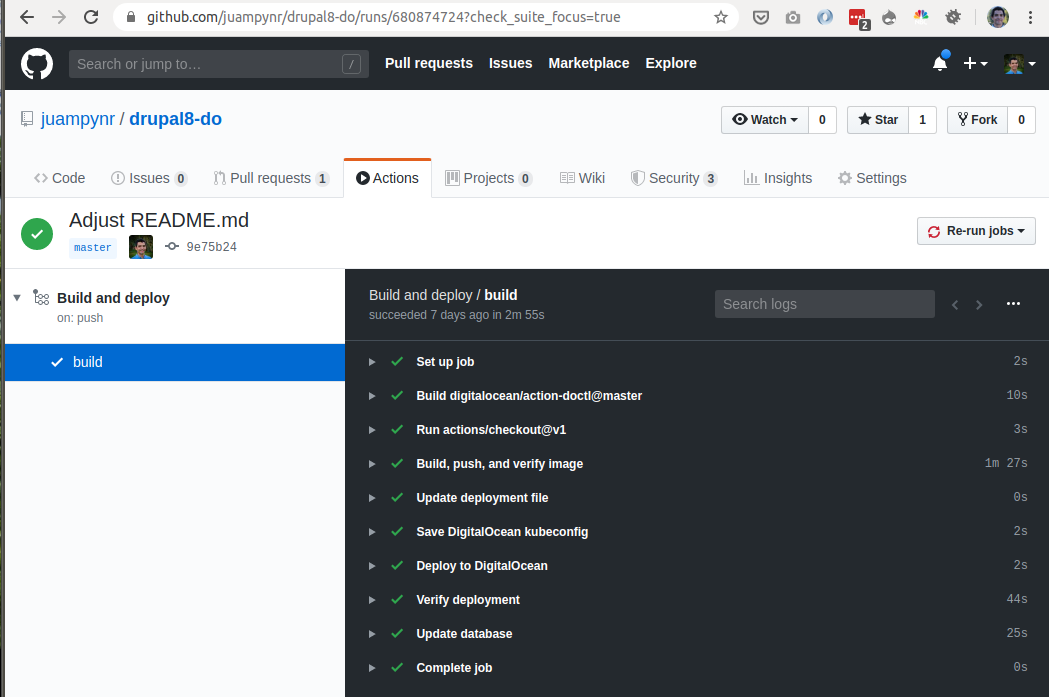 github.com/juampynr/drupal8-do/runs/680874724?check_suite_focus=true
2
Search or jump to… / Pull requests Issues Marketplace Explore
juampynr / drupal8-do Watch 0 Star 1 Fork 0
Code Issues 0 Pull requests 1 Actions Projects 0 Wiki Security 3 Insights Settings
Adjust README.md
master 9e75b24
Re-run jobs
Build and deploy
on: push
build
Build and deploy / build
succeeded 7 days ago in 2m 55s
Search logs
Set up job 2s
Build digitalocean/action-doctl@master 10s
Run actions/checkout@v1 3s
Build, push, and verify image 1m 27s
Update deployment file 0s
Save DigitalOcean kubeconfig 2s
Deploy to DigitalOcean 2s
Verify deployment 44s
Update database 25s
Complete job 0s